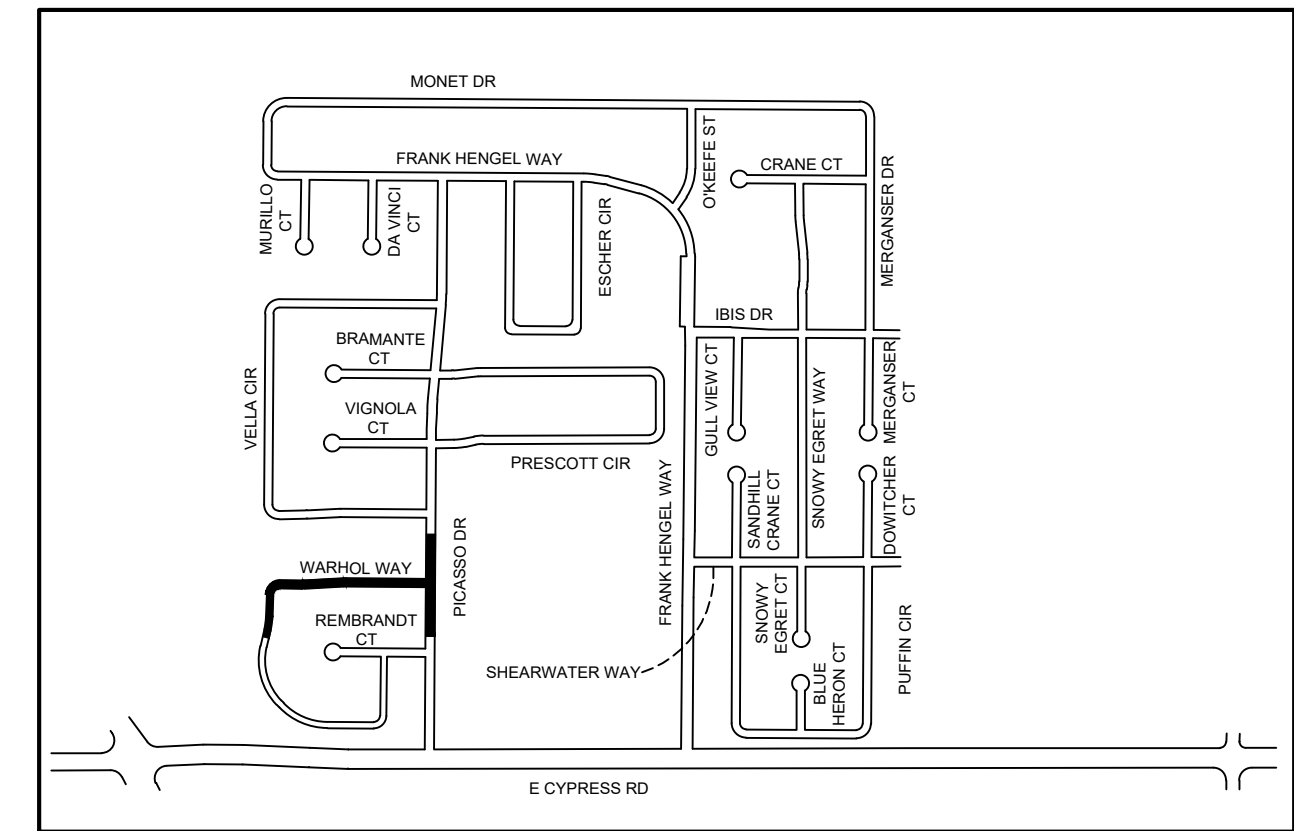 MONET DR
FRANK HENGEL WAY
O'KEEFE ST
CRANE CT
MURILLO
CT
DA VINCI
CT
ESCHER CIR
MERGANSER DR
IBIS DR
BRAMANTE
CT
VELLA CIR
VIGNOLA
CT
GULL VIEW CT
SNOWY EGRET WAY
MERGANSER
CT
PRESCOTT CIR
FRANK HENGEL WAY
SANDHILL
CRANE CT
DOWITCHER
CT
WARHOL WAY
PICASSO DR
REMBRANDT
CT
SNOWY
EGRET CT
SHEARWATER WAY
BLUE
HERON CT
PUFFIN CIR
E CYPRESS RD